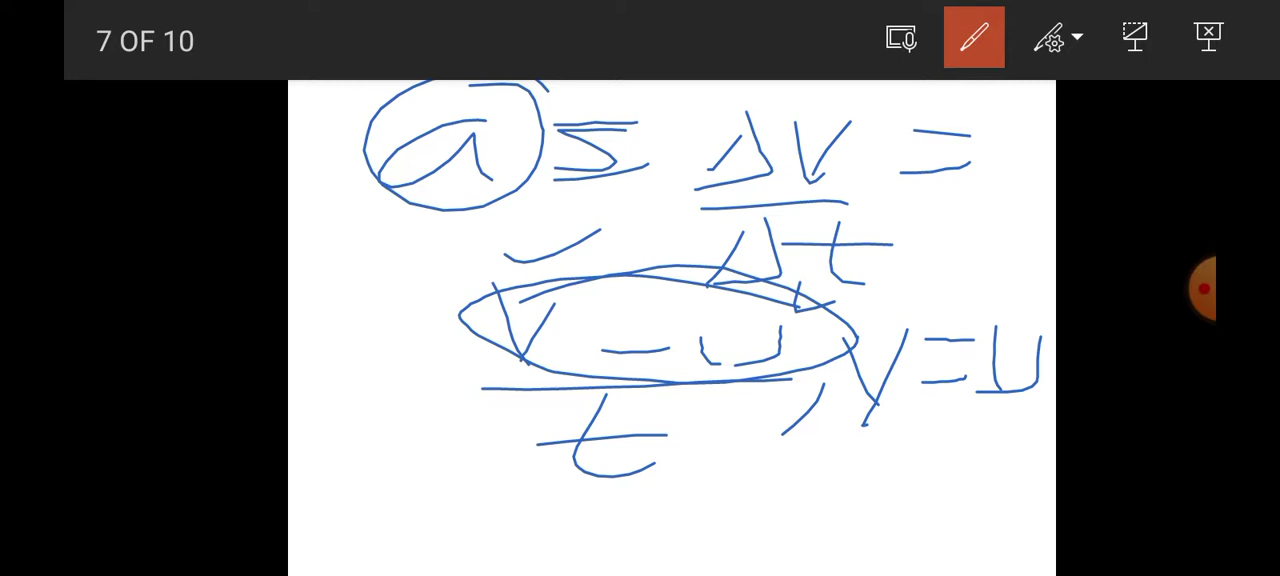 7 OF 10
a = ΔV =
Δt
V - U
t , V = U